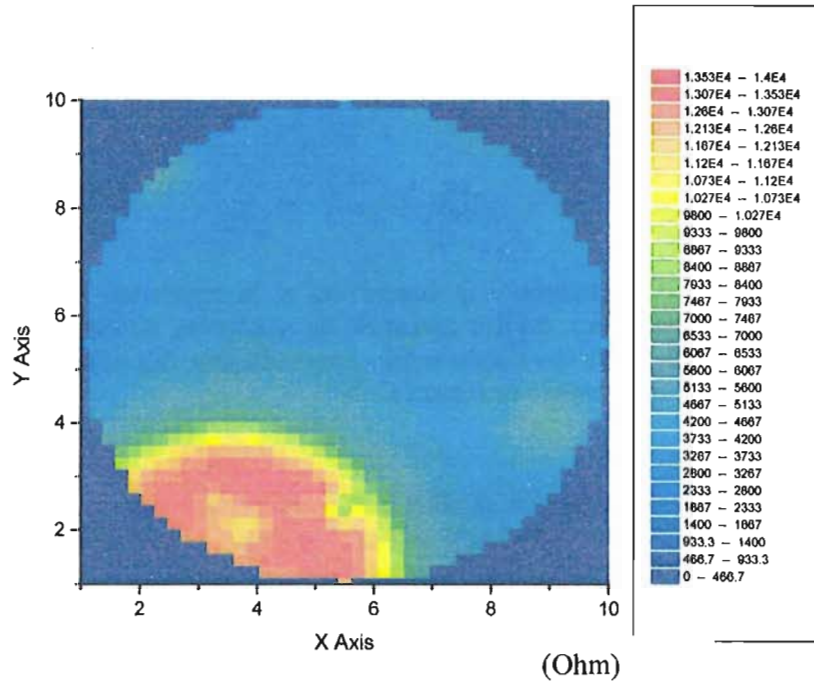 10
8
6
4
2
Y Axis
2
4
6
8
10
X Axis
(Ohm)
1.353E4 -- 1.4E4
1.307E4 -- 1.353E4
1.26E4 -- 1.307E4
1.213E4 -- 1.26E4
1.167E4 -- 1.213E4
1.12E4 -- 1.167E4
1.073E4 -- 1.12E4
1.027E4 -- 1.073E4
9800 -- 1.027E4
9333 -- 9800
8867 -- 9333
8400 -- 8867
7933 -- 8400
7467 -- 7933
7000 -- 7467
6533 -- 7000
6067 -- 6533
5600 -- 6067
5133 -- 5600
4667 -- 5133
4200 -- 4667
3733 -- 4200
3267 -- 3733
2800 -- 3267
2333 -- 2800
1867 -- 2333
1400 -- 1867
933.3 -- 1400
466.7 -- 933.3
0 -- 466.7